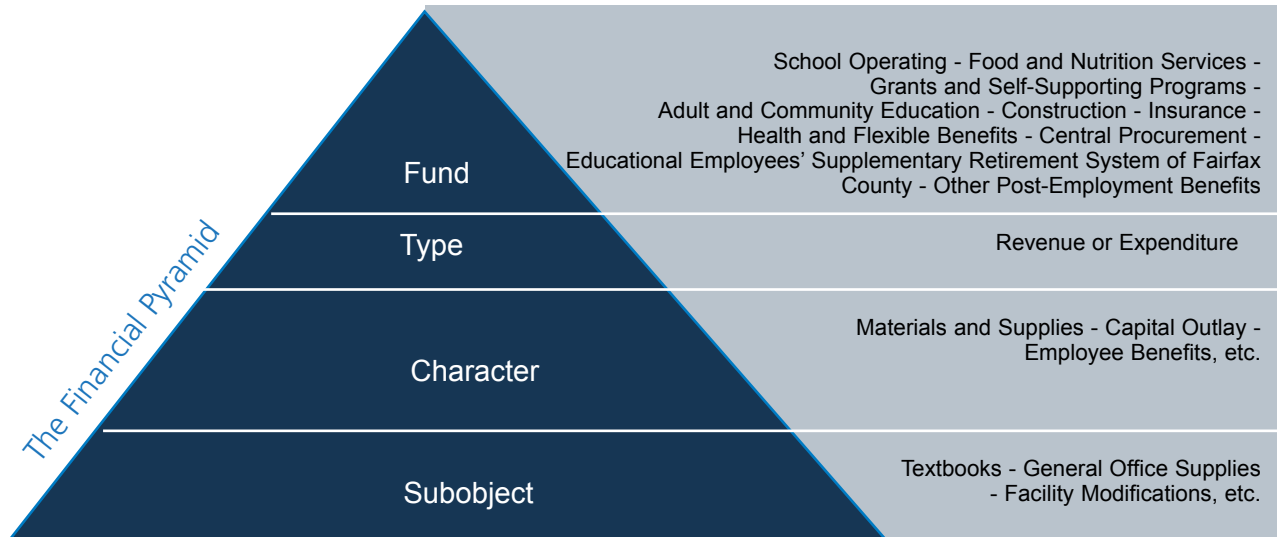 The Financial Pyramid
Fund
School Operating - Food and Nutrition Services -
Grants and Self-Supporting Programs -
Adult and Community Education - Construction - Insurance -
Health and Flexible Benefits - Central Procurement -
Educational Employees’ Supplementary Retirement System of Fairfax
County - Other Post-Employment Benefits
Type
Revenue or Expenditure
Character
Materials and Supplies - Capital Outlay -
Employee Benefits, etc.
Subobject
Textbooks - General Office Supplies
- Facility Modifications, etc.